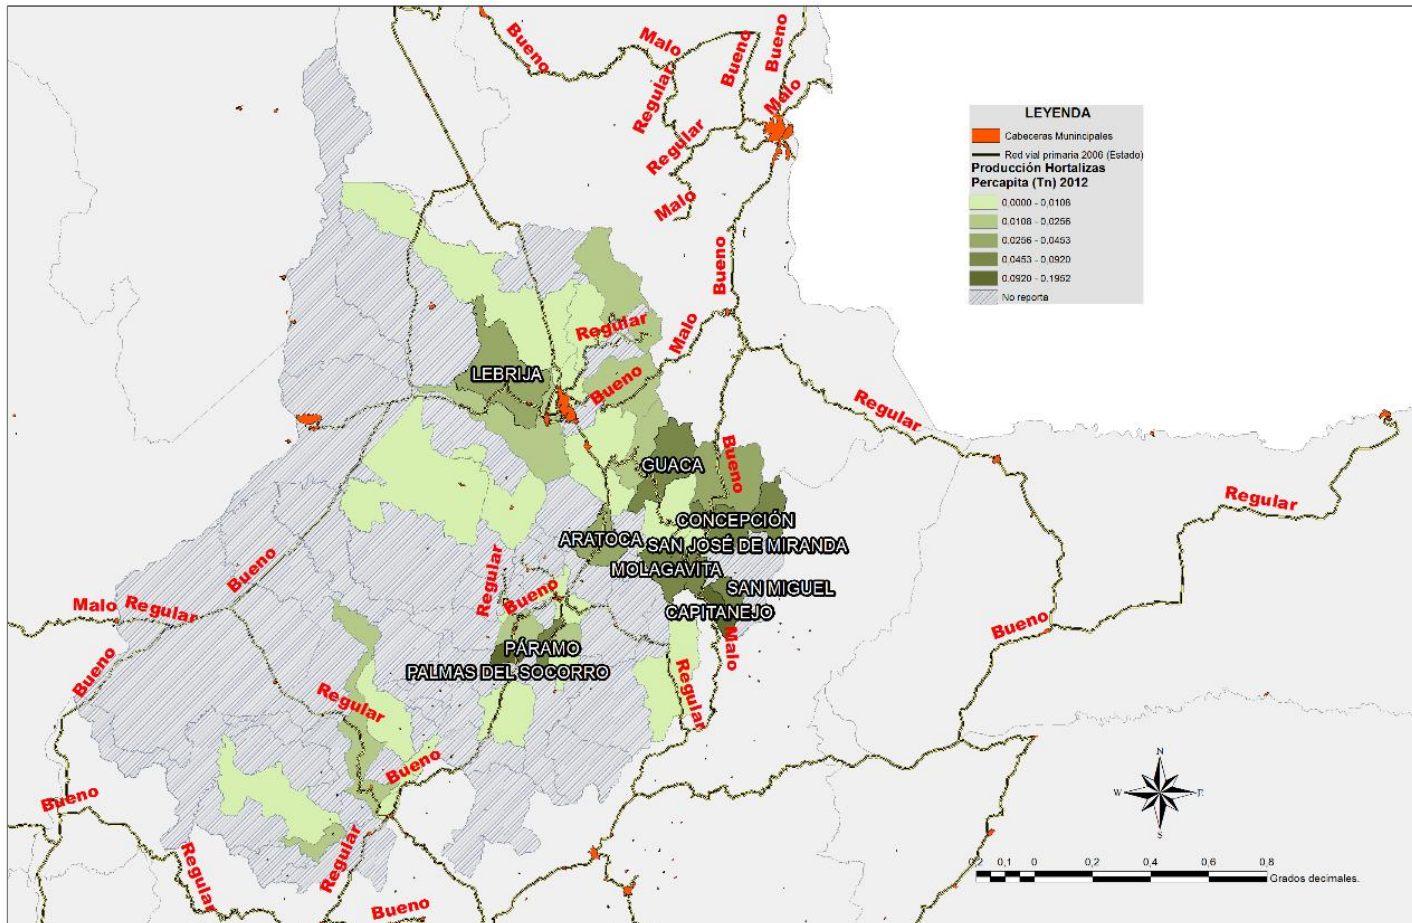 Bueno
Malo
Bueno
Bueno
Regular
Malo
Regular
Malo
Bueno
LEYENDA
Cabeceras Munincipales
Red vial primaria 2006 (Estado)
Producción Hortalizas
Percapita (Tn) 2012
0,0000 - 0,0108
0,0108 - 0,0256
0,0256 - 0,0453
0,0453 - 0,0920
0,0920 - 0,1952
No reporta
Regular
Malo
LEBRIJA
Bueno
Regular
GUACA
Bueno
CONCEPCIÓN
ARATOCA
SAN JOSÉ DE MIRANDA
MOLAGAVITA
SAN MIGUEL
CAPITANEJO
Regular
Regular
Bueno
Regular
Bueno
Malo
Regular
Bueno
PÁRAMO
PALMAS DEL SOCORRO
Malo
Bueno
Regular
Regular
Bueno
Bueno
Regular
Regular
Bueno
N
W
E
S
0,2 0,1 0 0,2 0,4 0,6 0,8
Grados decimales.